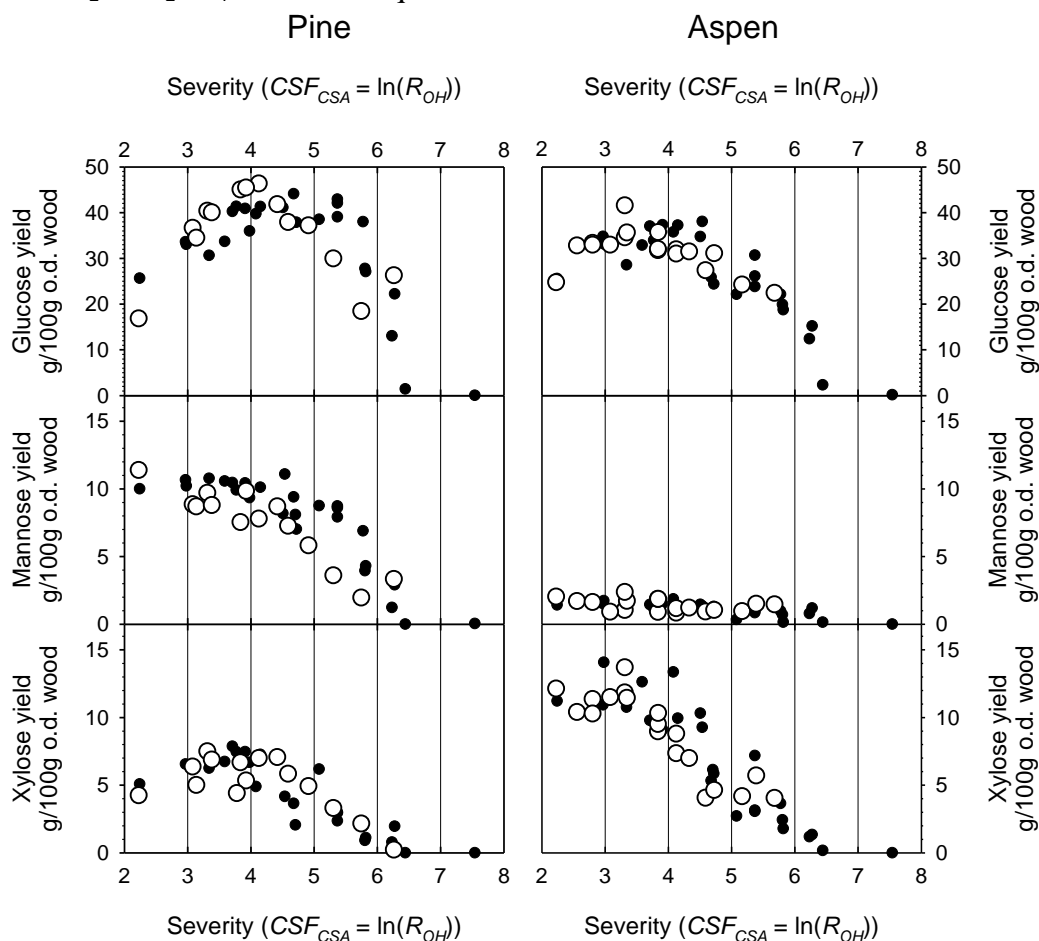 Pine Aspen
Severity (CSF_CSA = ln(R_OH)) Severity (CSF_CSA = ln(R_OH))
2 3 4 5 6 7 8 2 3 4 5 6 7 8
50 50
40 40
30 30
20 20
10 10
0 0
Glucose yield
g/100g o.d. wood
Glucose yield
g/100g o.d. wood
15 15
10 10
5 5
0 0
Mannose yield
g/100g o.d. wood
Mannose yield
g/100g o.d. wood
15 15
10 10
5 5
0 0
Xylose yield
g/100g o.d. wood
Xylose yield
g/100g o.d. wood
2 3 4 5 6 7 8 2 3 4 5 6 7 8
Severity (CSF_CSA = ln(R_OH)) Severity (CSF_CSA = ln(R_OH))